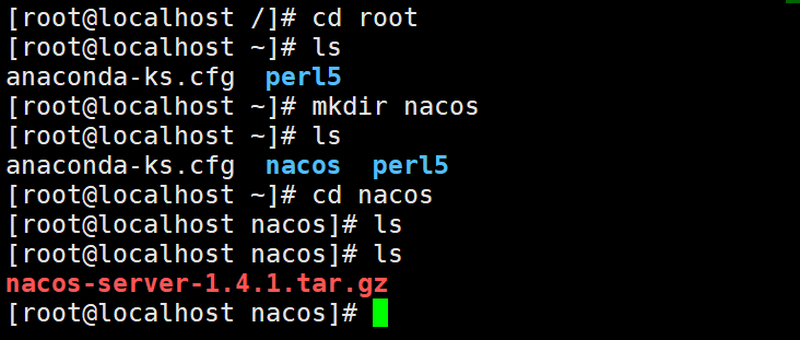 [root@localhost /]# cd root
[root@localhost ~]# ls
anaconda-ks.cfg  perl5
[root@localhost ~]# mkdir nacos
[root@localhost ~]# ls
anaconda-ks.cfg  nacos  perl5
[root@localhost ~]# cd nacos
[root@localhost nacos]# ls
[root@localhost nacos]# ls
nacos-server-1.4.1.tar.gz
[root@localhost nacos]#